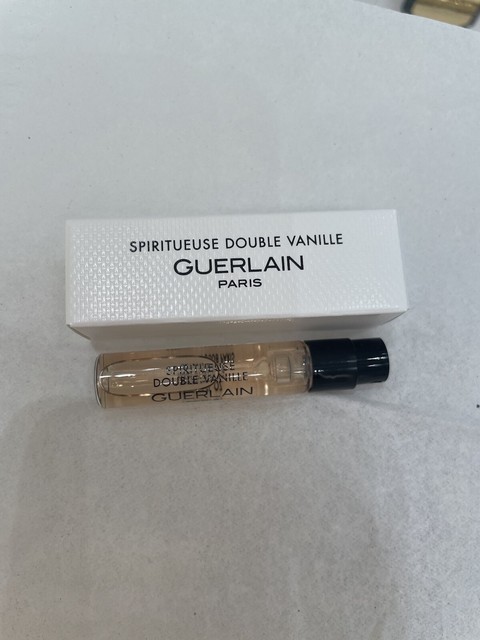 SPIRITUEUSE DOUBLE VANILLE
GUERLAIN
PARIS
SPIRITUEUSE
DOUBLE VANILLE
GUERLAIN